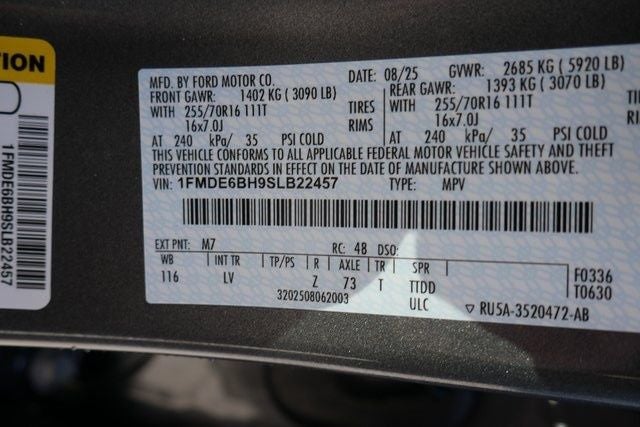 TION
1FMDE6BH9SLB22457
MFD. BY FORD MOTOR CO.
DATE: 08/25 GVWR: 2685 KG ( 5920 LB)
FRONT GAWR: 1402 KG ( 3090 LB)
REAR GAWR: 1393 KG ( 3070 LB)
WITH 255/70R16 111T TIRES
WITH 255/70R16 111T TIRES
16x7.0J RIMS
16x7.0J RIMS
AT 240 kPa/ 35 PSI COLD
AT 240 kPa/ 35 PSI COLD
THIS VEHICLE CONFORMS TO ALL APPLICABLE FEDERAL MOTOR VEHICLE SAFETY AND THEFT
PREVENTION STANDARDS IN EFFECT ON THE DATE OF MANUFACTURE SHOWN ABOVE.
VIN: 1FMDE6BH9SLB22457 TYPE: MPV
EXT PNT: M7 RC: 48 DSO:
WB INT TR TP/PS R AXLE TR SPR
116 LV Z 73 T TTDD
ULC
3202508062003
F0336
T0630
▽ RU5A-3520472-AB